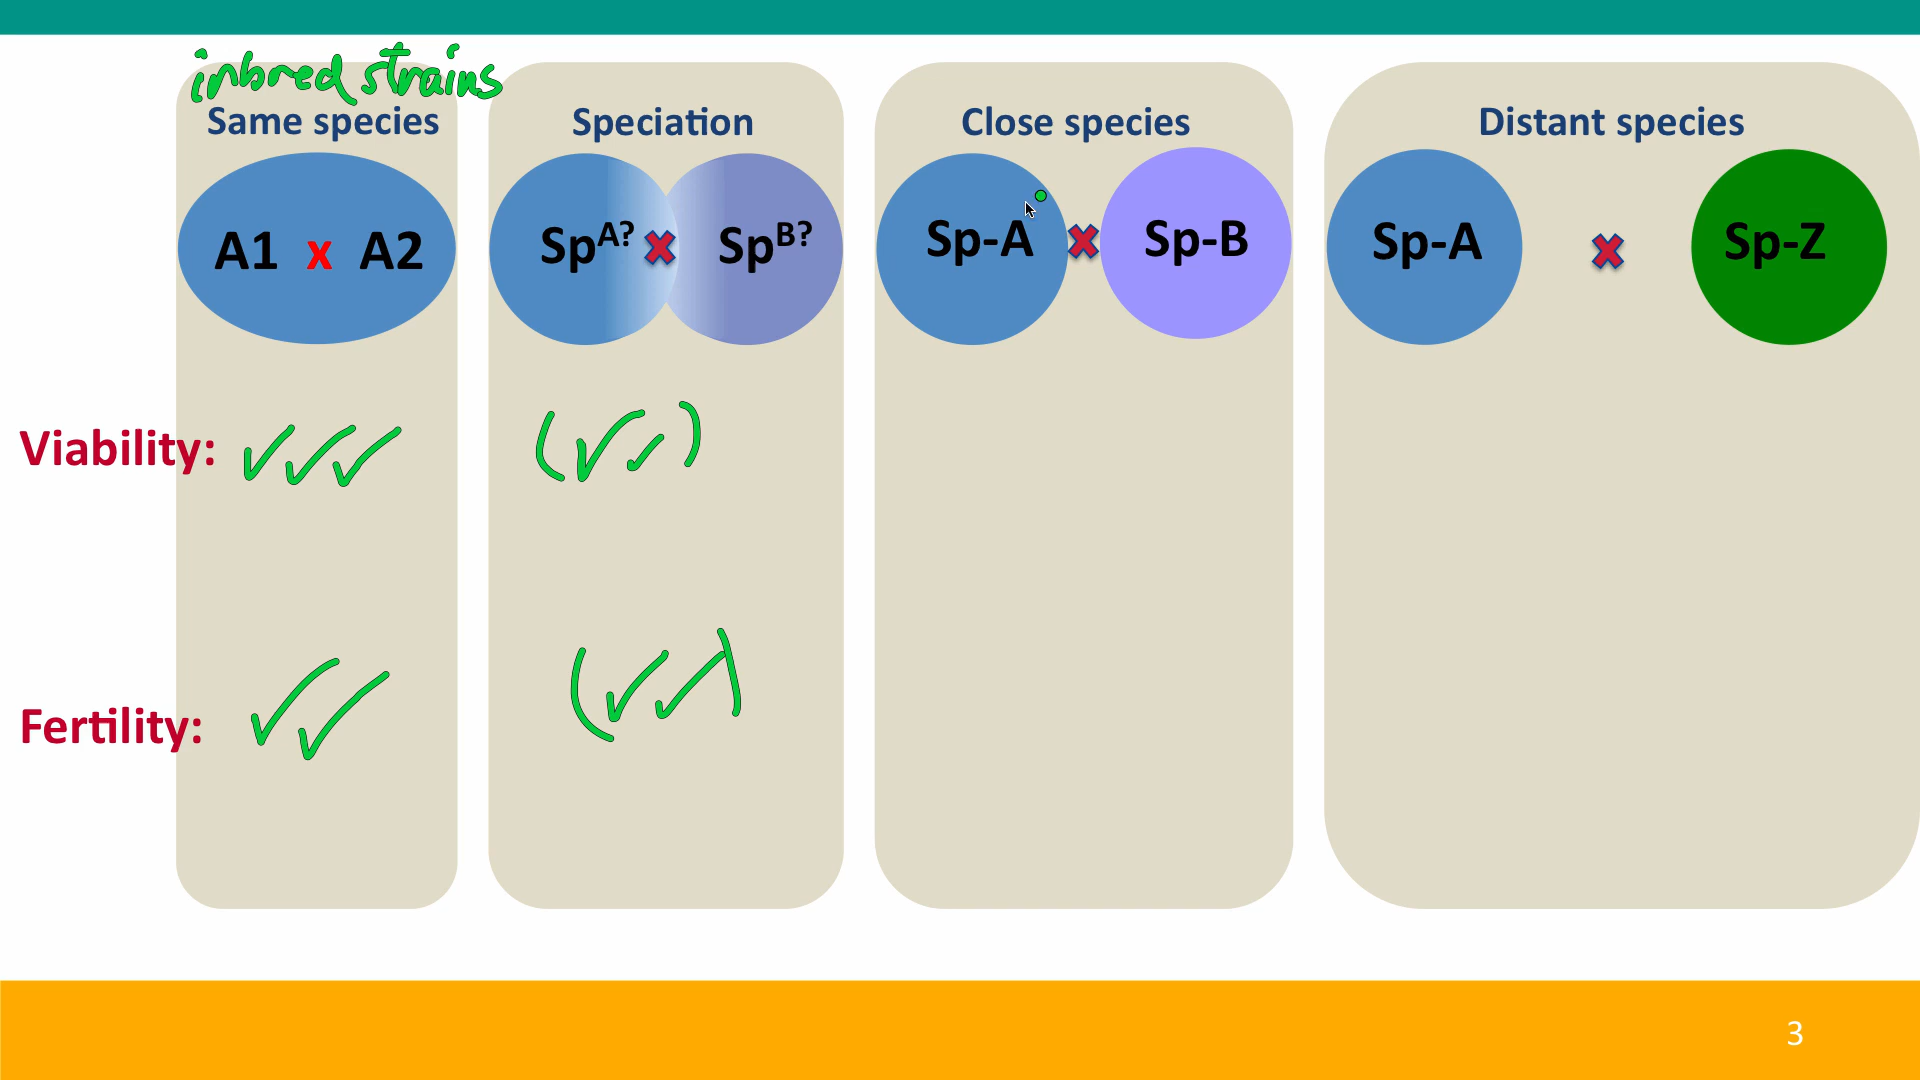 inbred strains
Same species
Speciation
Close species
Distant species
A1 x A2
SpA? SpB?
Sp-A Sp-B
Sp-A Sp-Z
Viability: ✓✓✓ (✓✓)
Fertility: ✓✓ (✓✓)
3